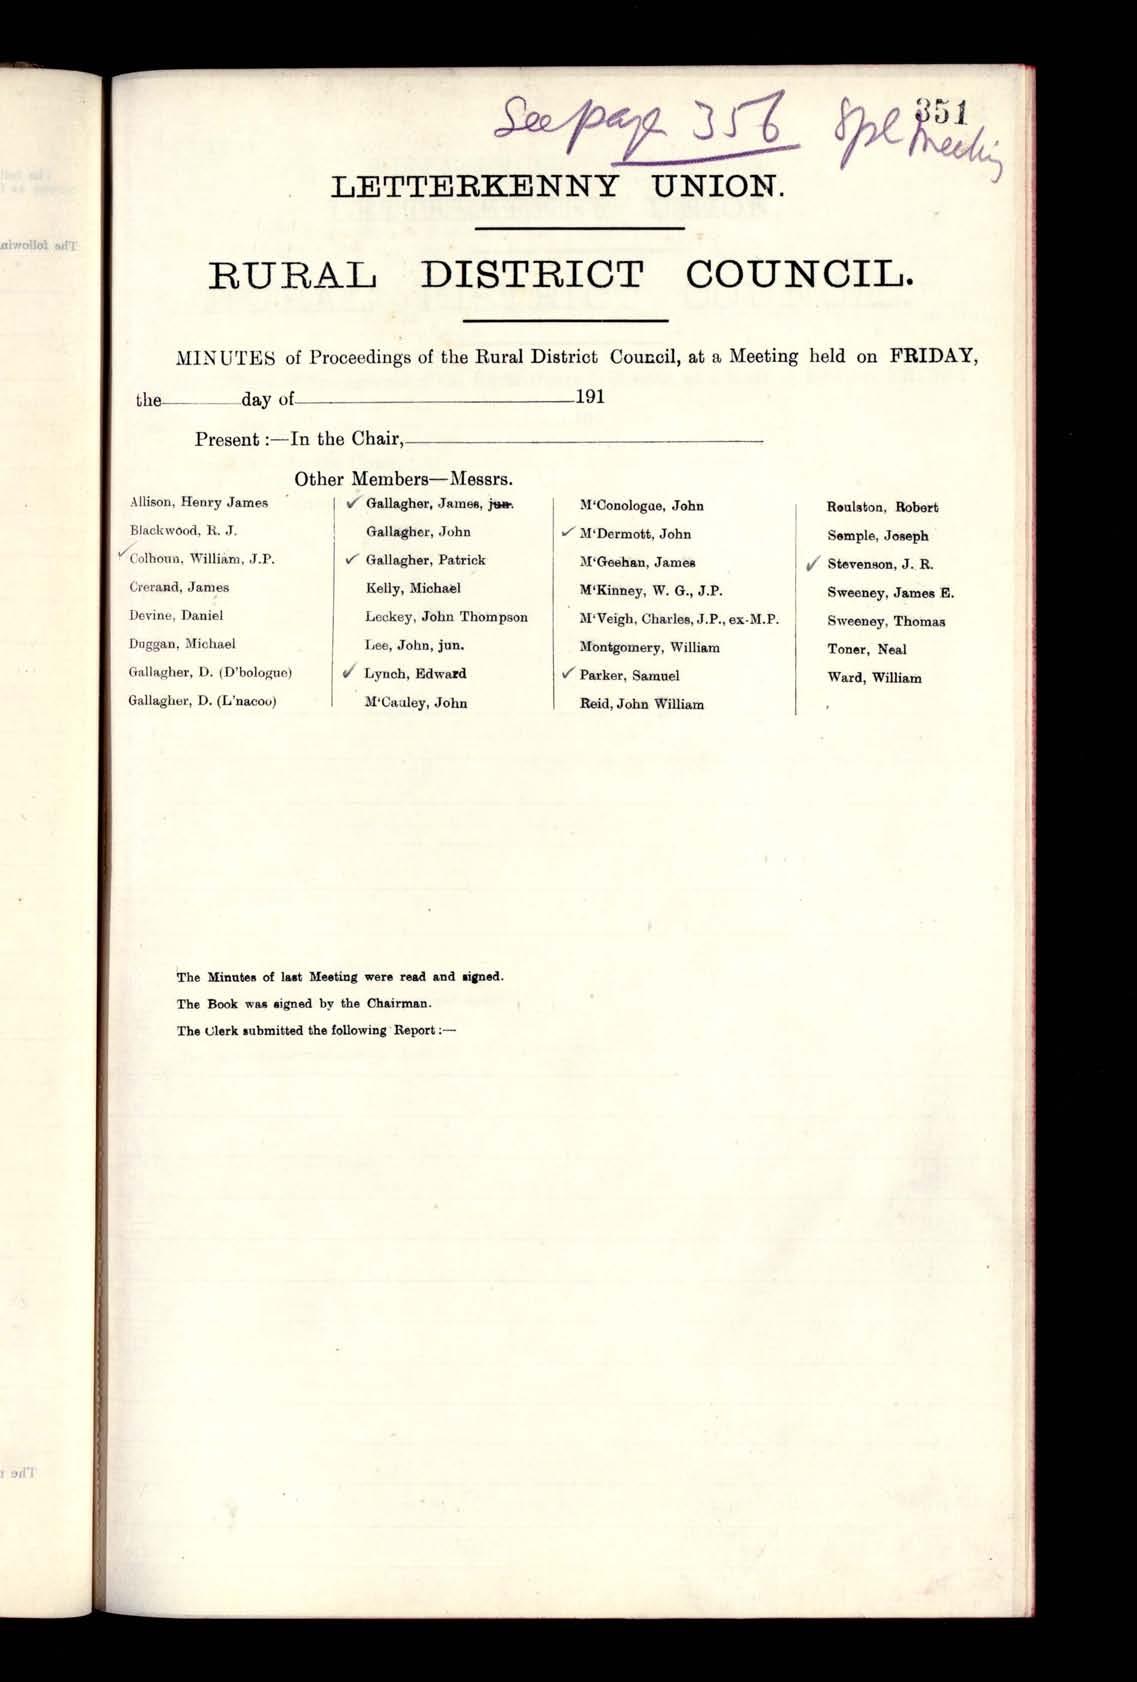 See page 356 Spl Meeting
351
LETTERKENNY UNION.
RURAL DISTRICT COUNCIL.
MINUTES of Proceedings of the Rural District Council, at a Meeting held on FRIDAY,
the day of 191
Present :—In the Chair,
Other Members—Messrs.
Allison, Henry James
Blackwood, R. J.
✓ Colhoun, William, J.P.
Crerand, James
Devine, Daniel
Duggan, Michael
Gallagher, D. (D'bologue)
Gallagher, D. (L'nacoo)
✓ Gallagher, James, jun.
Gallagher, John
✓ Gallagher, Patrick
Kelly, Michael
Leckey, John Thompson
Lee, John, jun.
✓ Lynch, Edward
M‘Cauley, John
M‘Conologue, John
✓ M‘Dermott, John
M‘Geehan, James
M‘Kinney, W. G., J.P.
M‘Veigh, Charles, J.P., ex-M.P.
Montgomery, William
✓ Parker, Samuel
Reid, John William
Roulston, Robert
Semple, Joseph
✓ Stevenson, J. R.
Sweeney, James E.
Sweeney, Thomas
Toner, Neal
Ward, William
The Minutes of last Meeting were read and signed.
The Book was signed by the Chairman.
The Clerk submitted the following Report :—